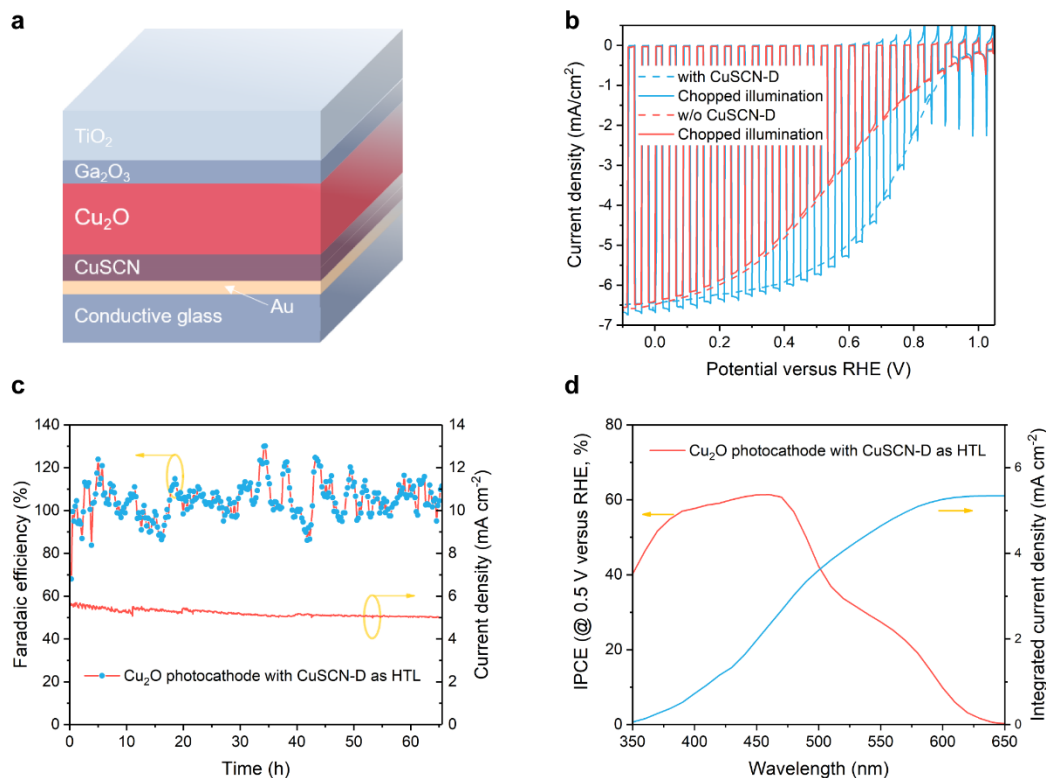 a
TiO₂
Ga₂O₃
Cu₂O
CuSCN
Au
Conductive glass
b
0
-1
-2
-3
-4
-5
-6
-7
Current density (mA/cm²)
with CuSCN-D
Chopped illumination
w/o CuSCN-D
Chopped illumination
0.0 0.2 0.4 0.6 0.8 1.0
Potential versus RHE (V)
c
140
120
100
80
60
40
20
0
Faradaic efficiency (%)
14
12
10
8
6
4
2
0
Current density (mA cm⁻²)
Cu₂O photocathode with CuSCN-D as HTL
0 10 20 30 40 50 60
Time (h)
d
80
60
40
20
0
IPCE (@ 0.5 V versus RHE, %)
Cu₂O photocathode with CuSCN-D as HTL
6
4
2
0
Integrated current density (mA cm⁻²)
350 400 450 500 550 600 650
Wavelength (nm)